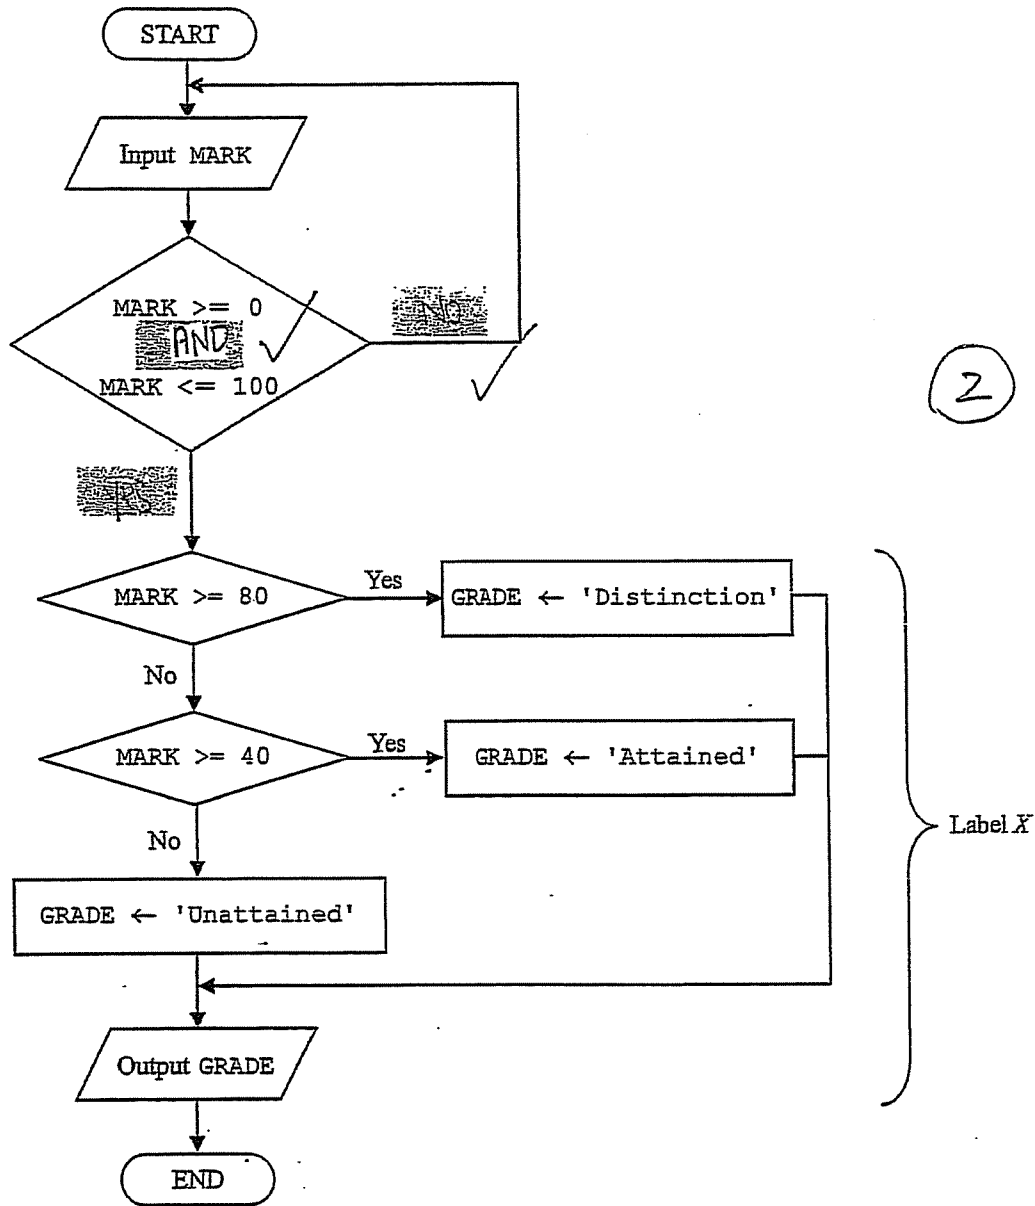 START
Input MARK
MARK >= 0
AND
MARK <= 100
NO
2
MARK >= 80
Yes
GRADE ← 'Distinction'
No
MARK >= 40
Yes
GRADE ← 'Attained'
Label X
No
GRADE ← 'Unattained'
Output GRADE
END